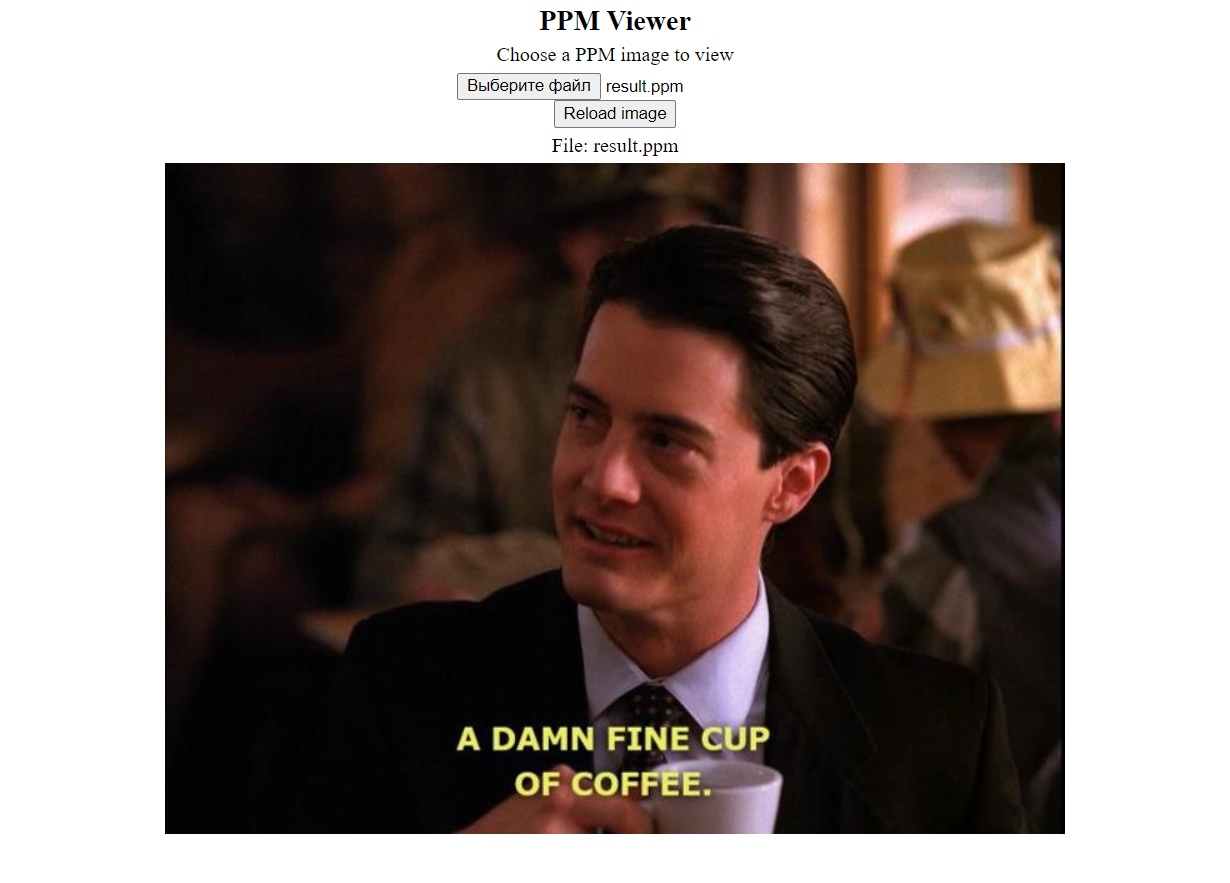 PPM Viewer
Choose a PPM image to view
Выберите файл result.ppm
Reload image
File: result.ppm
A DAMN FINE CUP
OF COFFEE.